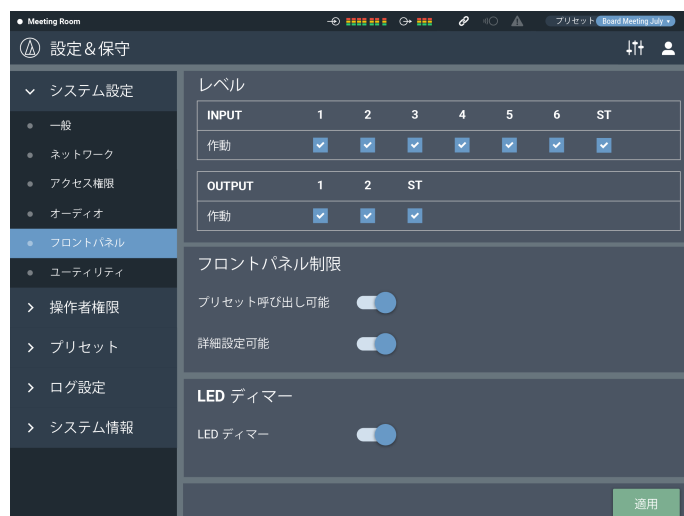 Meeting Room
プリセット Board Meeting July
設定＆保守
システム設定
一般
ネットワーク
アクセス権限
オーディオ
フロントパネル
ユーティリティ
操作者権限
プリセット
ログ設定
システム情報
レベル
INPUT 1 2 3 4 5 6 ST
作動
OUTPUT 1 2 ST
作動
フロントパネル制限
プリセット呼び出し可能
詳細設定可能
LED ディマー
LED ディマー
適用